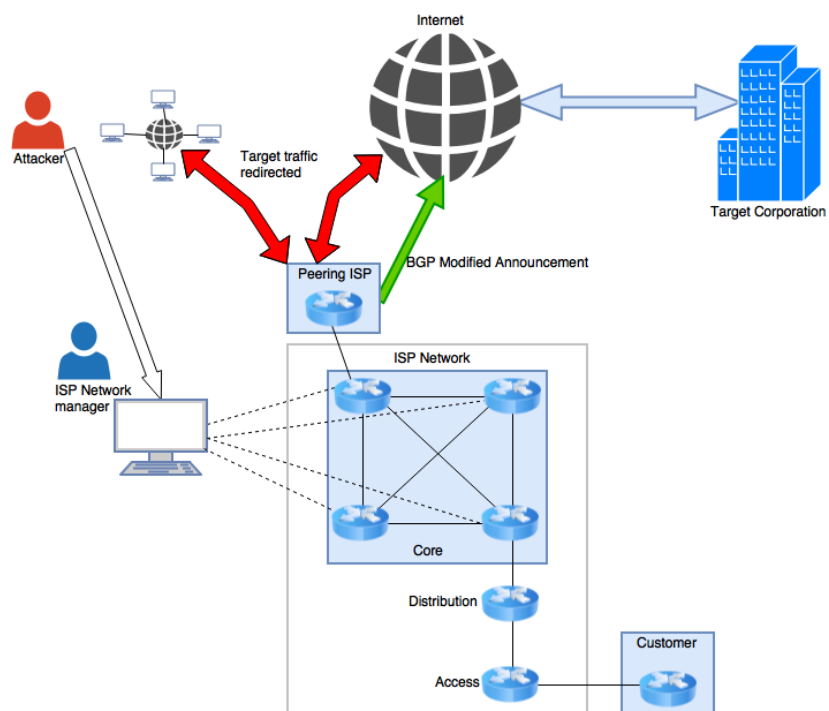 Internet
Attacker
Target traffic
redirected
Target Corporation
BGP Modified Announcement
Peering ISP
ISP Network
manager
ISP Network
Core
Distribution
Access
Customer